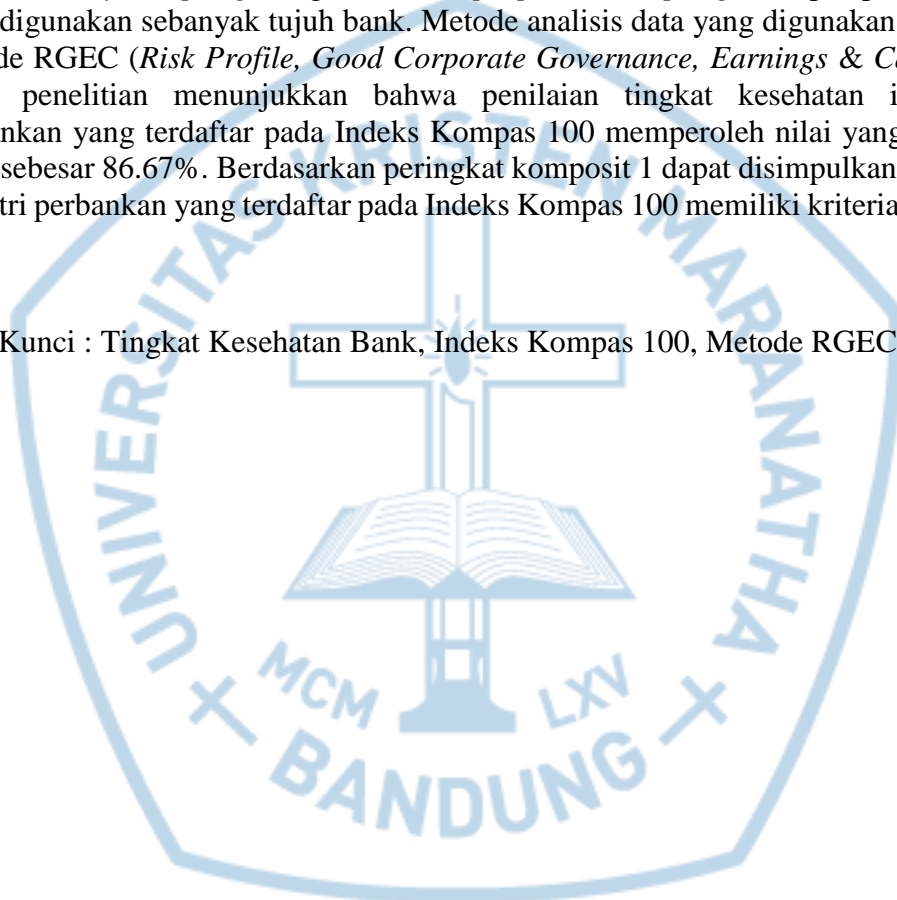 digunakan sebanyak tujuh bank. Metode analisis data yang digunakan
de RGEC (Risk Profile, Good Corporate Governance, Earnings & C
penelitian menunjukkan bahwa penilaian tingkat kesehatan i
nkan yang terdaftar pada Indeks Kompas 100 memperoleh nilai yang
sebesar 86.67%. Berdasarkan peringkat komposit 1 dapat disimpulkan
tri perbankan yang terdaftar pada Indeks Kompas 100 memiliki kriteria
Kunci : Tingkat Kesehatan Bank, Indeks Kompas 100, Metode RGEC
UNIVERSITAS KRISTEN MARANATHA
MCM LXV
BANDUNG